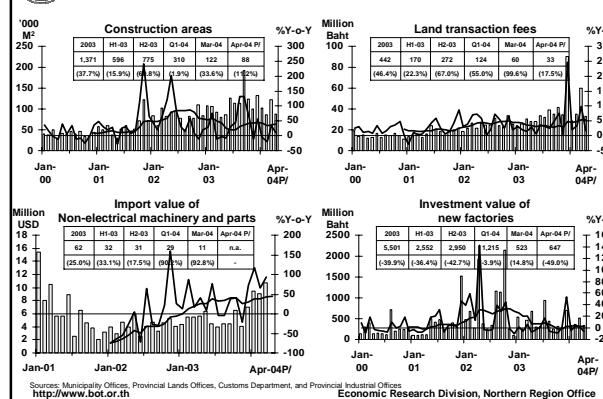 Construction areas
'000
M²
%Y-o-Y
2003 H1-03 H2-03 Q1-04 Mar-04 Apr-04 P/
1,371 596 775 310 122 88
(37.7%) (15.9%) (1.9%) (33.6%)
250
200
150
100
50
0
300
250
200
150
100
50
0
-50
Jan-00 Jan-01 Jan-02 Jan-03 Apr-04P/
Land transaction fees
Million
Baht
%Y-o-Y
2003 H1-03 H2-03 Q1-04 Mar-04 Apr-04 P/
442 170 272 124 60 33
(46.4%) (22.3%) (67.0%) (55.0%) (99.6%) (17.5%)
100
80
60
40
20
0
Jan-00 Jan-01 Jan-02 Jan-03 Apr-04P/
Import value of
Non-electrical machinery and parts
Million
USD
%Y-o-Y
2003 H1-03 H2-03 Q1-04 Mar-04 Apr-04 P/
62 32 31 29 11 n.a.
(25.0%) (33.1%) (17.5%) (92.8%) -
18
16
14
12
10
8
6
4
2
0
200
150
100
50
0
-50
-100
Jan-01 Jan-02 Jan-03 Apr-04P/
Investment value of
new factories
Million
Baht
%Y-o-Y
2003 H1-03 H2-03 Q1-04 Mar-04 Apr-04 P/
5,501 2,552 2,950 1,215 523 647
(-39.9%) (-36.4%) (-42.7%) (14.8%) (-49.0%)
2500
2000
1500
1000
500
0
Jan-00 Jan-01 Jan-02 Jan-03 Apr-04P/
Sources: Municipality Offices, Provincial Lands Offices, Customs Department, and Provincial Industrial Offices
http://www.bot.or.th
Economic Research Division, Northern Region Office